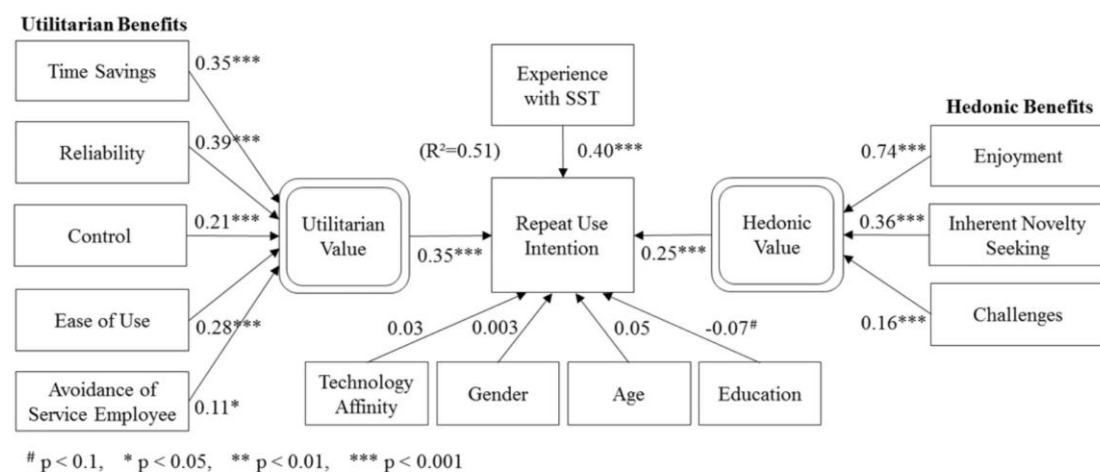 Utilitarian Benefits
Time Savings
0.35***
Reliability
0.39***
Control
0.21***
Ease of Use
0.28***
Avoidance of
Service Employee
0.11*
Utilitarian
Value
0.35***
Experience
with SST
(R²=0.51)
0.40***
Repeat Use
Intention
0.25***
Hedonic
Value
Hedonic Benefits
0.74***
Enjoyment
0.36***
Inherent Novelty
Seeking
0.16***
Challenges
0.03
0.003
0.05
-0.07#
Technology
Affinity
Gender
Age
Education
# p < 0.1, * p < 0.05, ** p < 0.01, *** p < 0.001